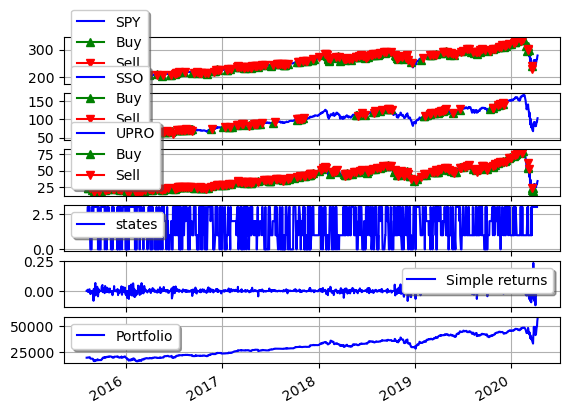 SPY
Buy
Sell
300
200
SSO
Buy
Sell
150
100
50
UPRO
Buy
Sell
75
50
25
states
2.5
0.0
Simple returns
0.25
0.00
Portfolio
50000
25000
2016
2017
2018
2019
2020